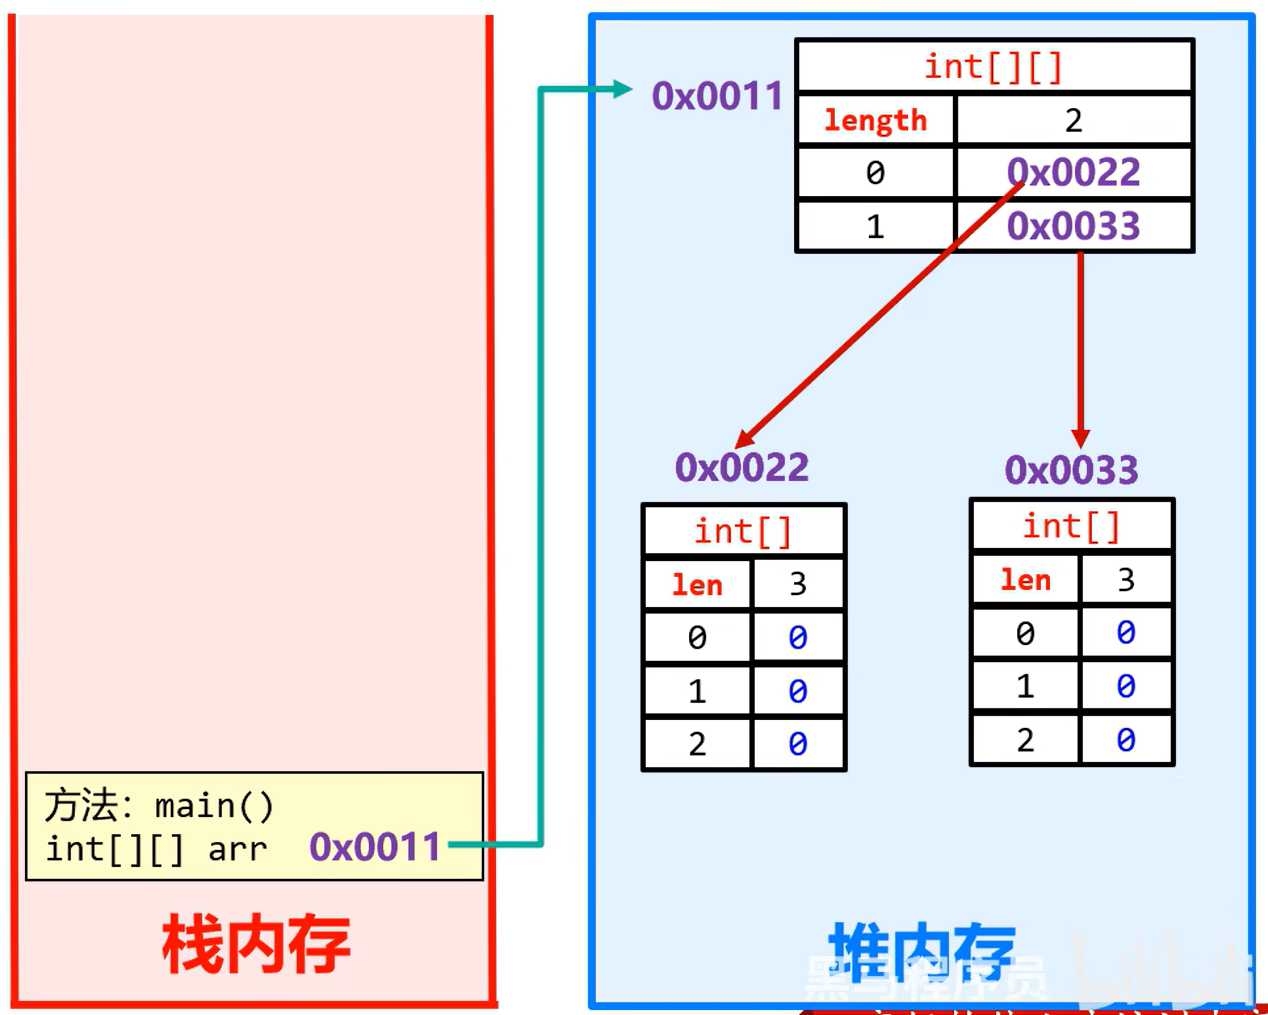 int[][]
0x0011
length 2
0 0x0022
1 0x0033
0x0022
int[]
len 3
0 0
1 0
2 0
0x0033
int[]
len 3
0 0
1 0
2 0
方法：main()
int[][] arr 0x0011
栈内存
堆内存
黑马程序员
bilibili